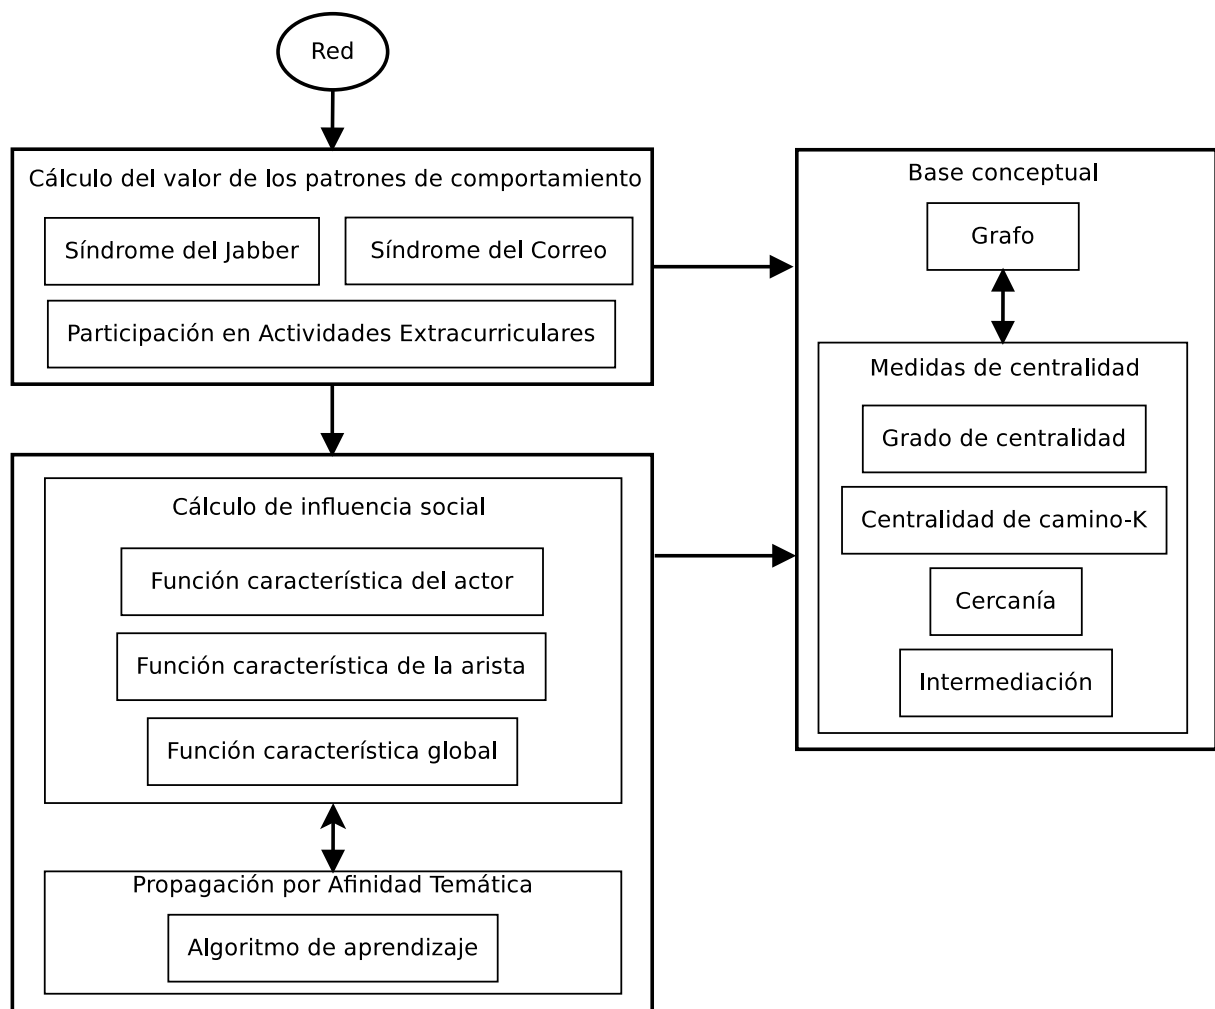 Red
Cálculo del valor de los patrones de comportamiento
Síndrome del Jabber
Síndrome del Correo
Participación en Actividades Extracurriculares
Cálculo de influencia social
Función característica del actor
Función característica de la arista
Función característica global
Propagación por Afinidad Temática
Algoritmo de aprendizaje
Base conceptual
Grafo
Medidas de centralidad
Grado de centralidad
Centralidad de camino-K
Cercanía
Intermediación